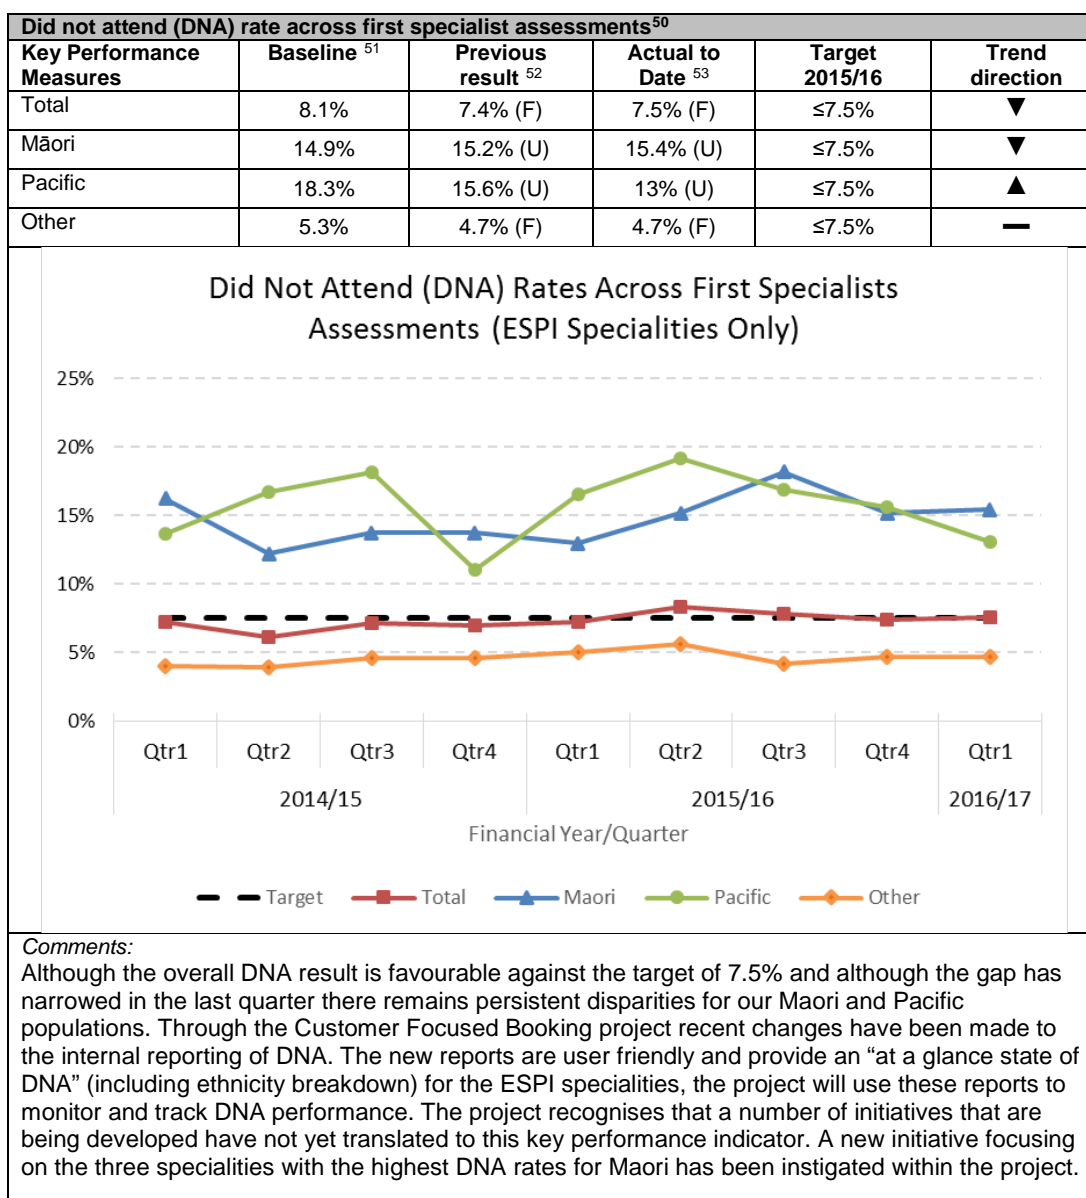 Did not attend (DNA) rate across first specialist assessments50
Key Performance Measures	Baseline 51	Previous result 52	Actual to Date 53	Target 2015/16	Trend direction
Total	8.1%	7.4% (F)	7.5% (F)	≤7.5%	▼
Māori	14.9%	15.2% (U)	15.4% (U)	≤7.5%	▼
Pacific	18.3%	15.6% (U)	13% (U)	≤7.5%	▲
Other	5.3%	4.7% (F)	4.7% (F)	≤7.5%	—
Did Not Attend (DNA) Rates Across First Specialists
Assessments (ESPI Specialities Only)
25%
20%
15%
10%
5%
0%
Qtr1 Qtr2 Qtr3 Qtr4 Qtr1 Qtr2 Qtr3 Qtr4 Qtr1
2014/15 2015/16 2016/17
Financial Year/Quarter
Target Total Maori Pacific Other
Comments:
Although the overall DNA result is favourable against the target of 7.5% and although the gap has
narrowed in the last quarter there remains persistent disparities for our Maori and Pacific
populations. Through the Customer Focused Booking project recent changes have been made to
the internal reporting of DNA. The new reports are user friendly and provide an “at a glance state of
DNA” (including ethnicity breakdown) for the ESPI specialities, the project will use these reports to
monitor and track DNA performance. The project recognises that a number of initiatives that are
being developed have not yet translated to this key performance indicator. A new initiative focusing
on the three specialities with the highest DNA rates for Maori has been instigated within the project.